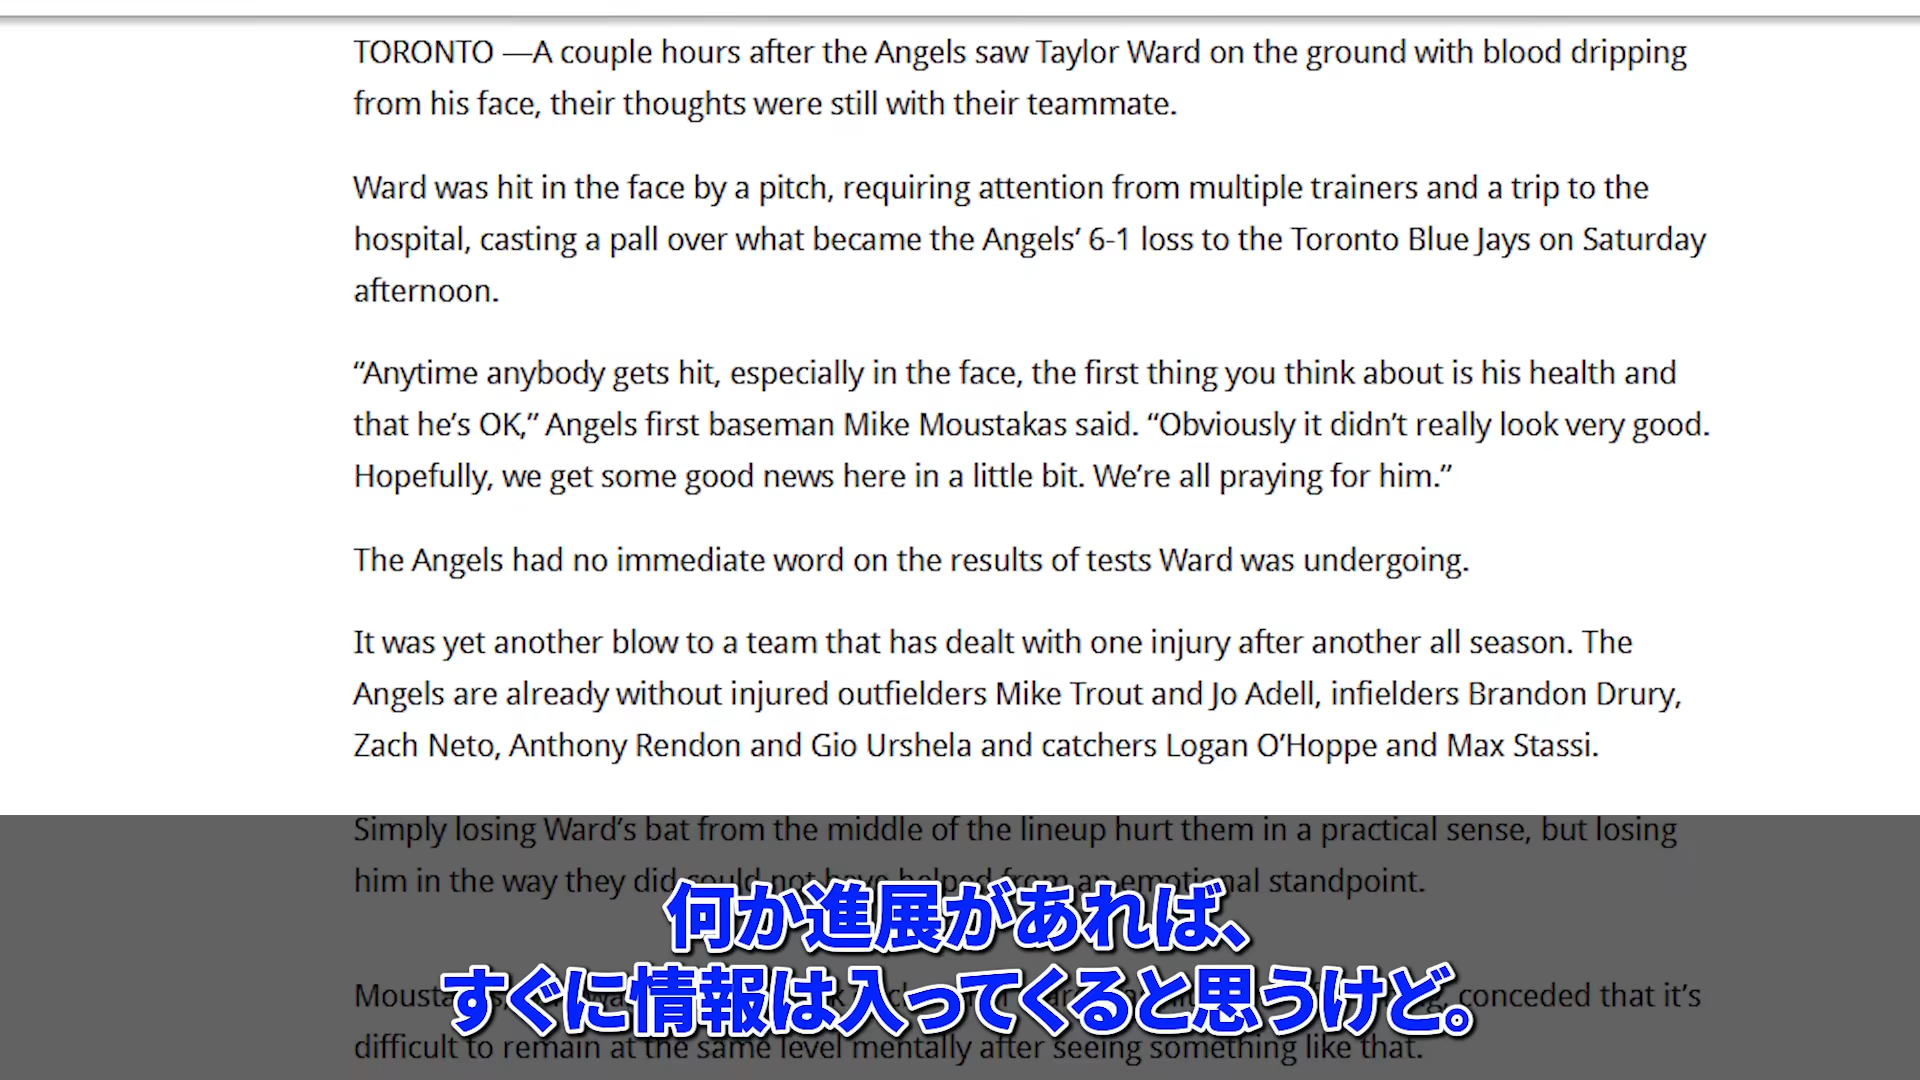 TORONTO —A couple hours after the Angels saw Taylor Ward on the ground with blood dripping
from his face, their thoughts were still with their teammate.
Ward was hit in the face by a pitch, requiring attention from multiple trainers and a trip to the
hospital, casting a pall over what became the Angels’ 6-1 loss to the Toronto Blue Jays on Saturday
afternoon.
“Anytime anybody gets hit, especially in the face, the first thing you think about is his health and
that he’s OK,” Angels first baseman Mike Moustakas said. “Obviously it didn’t really look very good.
Hopefully, we get some good news here in a little bit. We’re all praying for him.”
The Angels had no immediate word on the results of tests Ward was undergoing.
It was yet another blow to a team that has dealt with one injury after another all season. The
Angels are already without injured outfielders Mike Trout and Jo Adell, infielders Brandon Drury,
Zach Neto, Anthony Rendon and Gio Urshela and catchers Logan O’Hoppe and Max Stassi.
Simply losing Ward’s bat from the middle of the lineup hurt them in a practical sense, but losing
him in the way they did could not have helped from an emotional standpoint.
conceded that it’s
difficult to remain at the same level mentally after seeing something like that.
何か進展があれば、
すぐに情報は入ってくると思うけど。